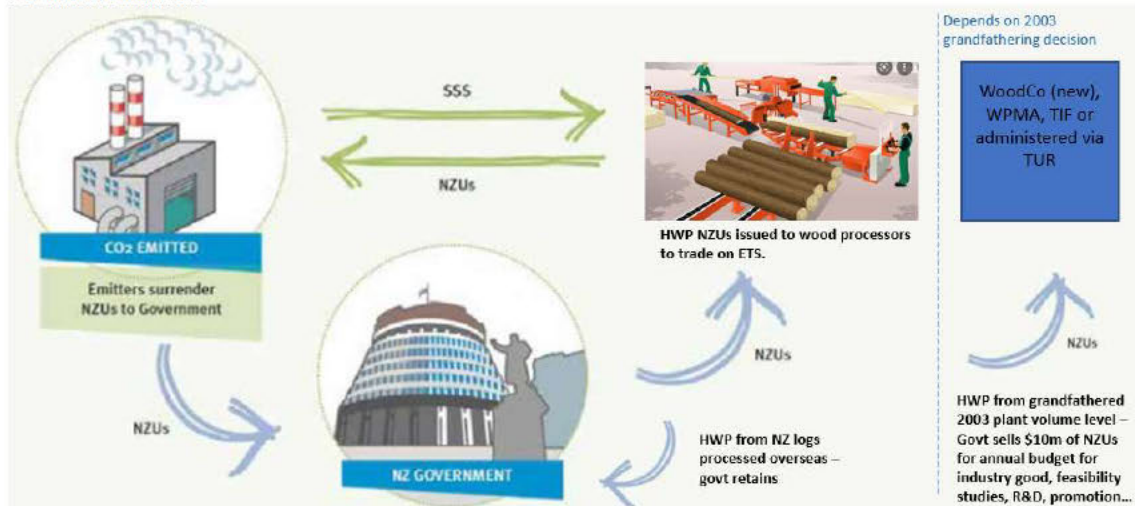 Depends on 2003
grandfathering decision
SSS
NZUs
WoodCo (new),
WPMA, TIF or
administered via
TUR
CO2 EMITTED
Emitters surrender
NZUs to Government
HWP NZUs issued to wood processors
to trade on ETS.
NZUs
NZUs
NZUs
HWP from NZ logs
processed overseas –
govt retains
NZ GOVERNMENT
HWP from grandfathered
2003 plant volume level –
Govt sells $10m of NZUs
for annual budget for
industry good, feasibility
studies, R&D, promotion...